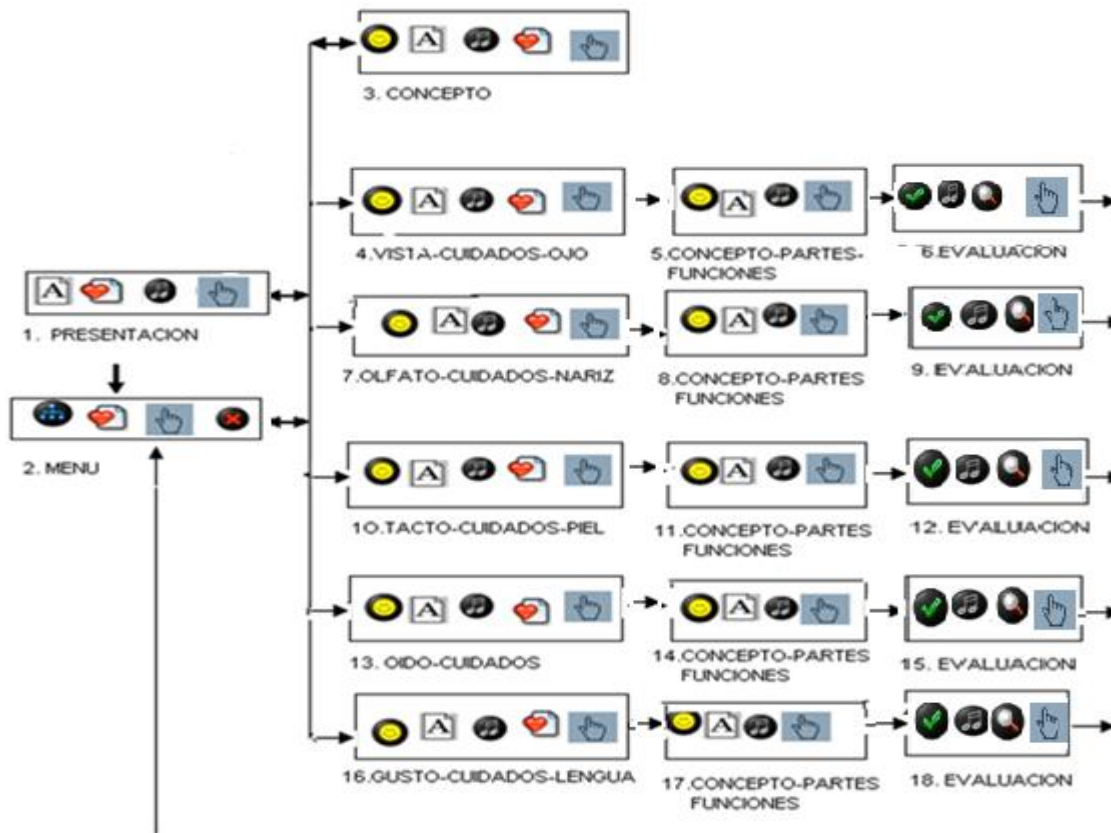 A
3. CONCEPTO
A
A
4.VISTA-CUIDADOS-OJO
5.CONCEPTO-PARTES-
FUNCIONES
6.EVALUACION
A
1. PRESENTACION
A
A
7.OLFATO-CUIDADOS-NARIZ
8.CONCEPTO-PARTES
FUNCIONES
9. EVALUACION
2. MENU
A
A
10.TACTO-CUIDADOS-PIEL
11.CONCEPTO-PARTES
FUNCIONES
12. EVALUACION
A
A
13. OIDO-CUIDADOS
14.CONCEPTO-PARTES
FUNCIONES
15. EVALUACION
A
A
16.GUSTO-CUIDADOS-LENGUA
17.CONCEPTO-PARTES
FUNCIONES
18. EVALUACION